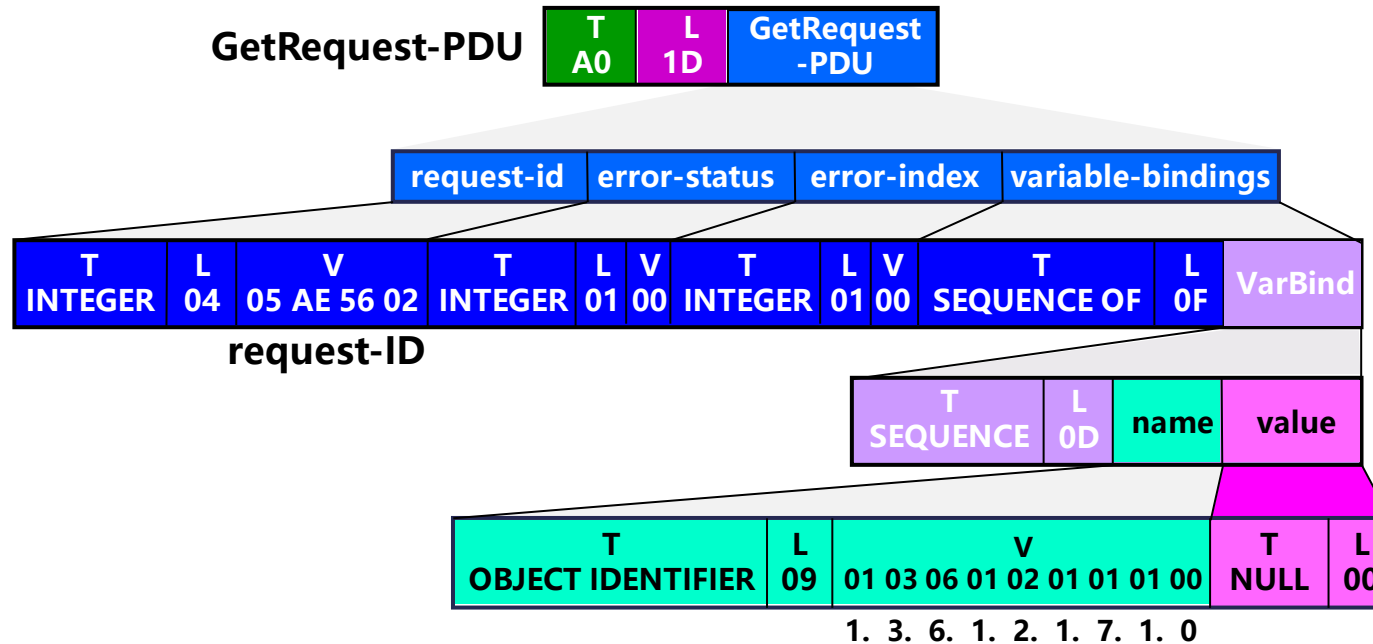 GetRequest-PDU
T
A0
L
1D
GetRequest
-PDU
request-id
error-status
error-index
variable-bindings
T
INTEGER
L
04
V
05 AE 56 02
T
INTEGER
L
01
V
00
T
INTEGER
L
01
V
00
T
SEQUENCE OF
L
0F
VarBind
request-ID
T
SEQUENCE
L
0D
name
value
T
OBJECT IDENTIFIER
L
09
V
01 03 06 01 02 01 01 01 00
T
NULL
L
00
1. 3. 6. 1. 2. 1. 7. 1. 0